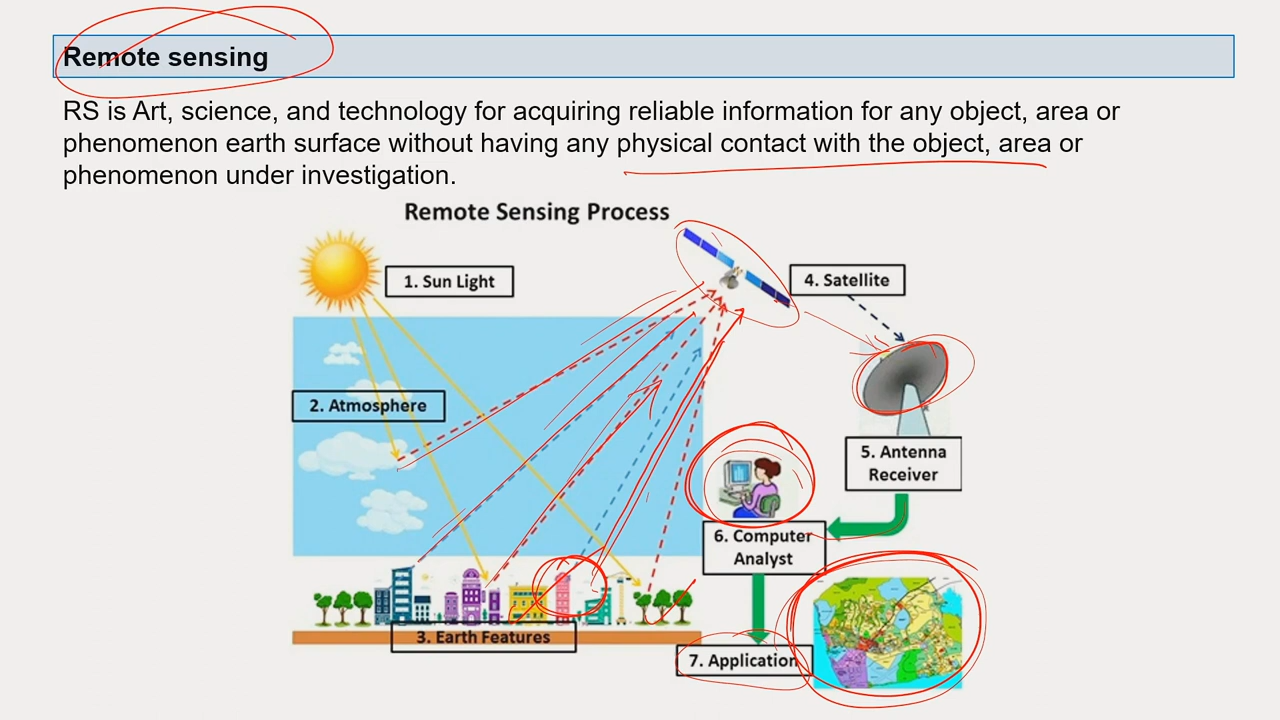 Remote sensing
RS is Art, science, and technology for acquiring reliable information for any object, area or
phenomenon earth surface without having any physical contact with the object, area or
phenomenon under investigation.
Remote Sensing Process
1. Sun Light
4. Satellite
2. Atmosphere
5. Antenna
Receiver
6. Computer
Analyst
3. Earth Features
7. Application